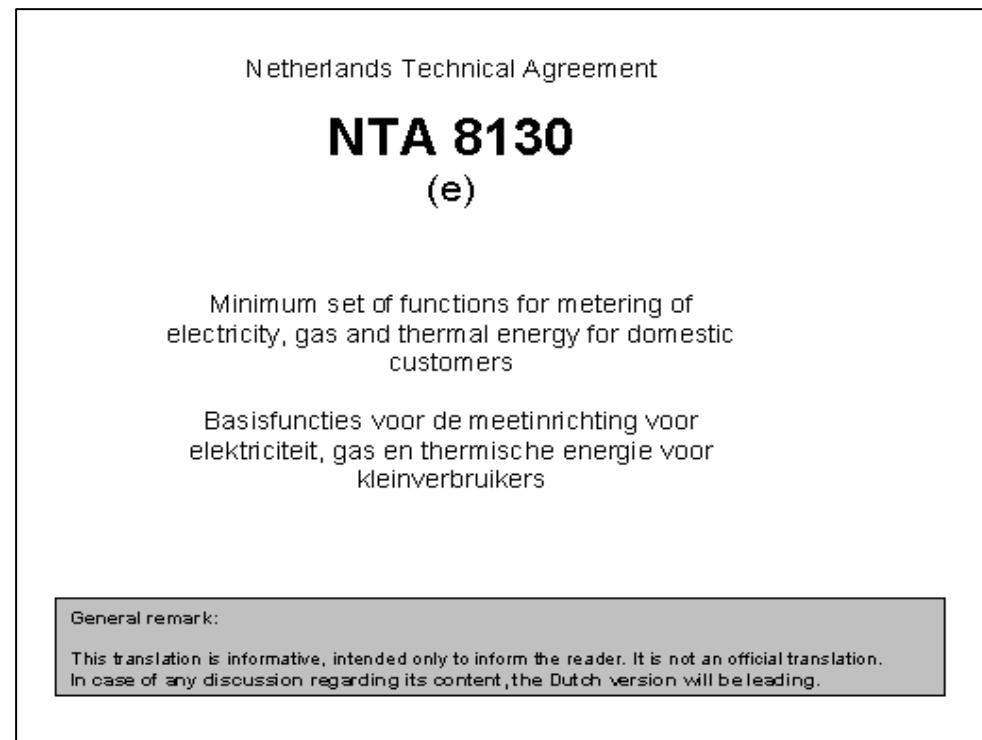 Netherlands Technical Agreement
NTA 8130
(e)
Minimum set of functions for metering of
electricity, gas and thermal energy for domestic
customers
Basisfuncties voor de meetinrichting voor
elektriciteit, gas en thermische energie voor
kleinverbruikers
General remark:
This translation is informative, intended only to inform the reader. It is not an official translation.
In case of any discussion regarding its content, the Dutch version will be leading.